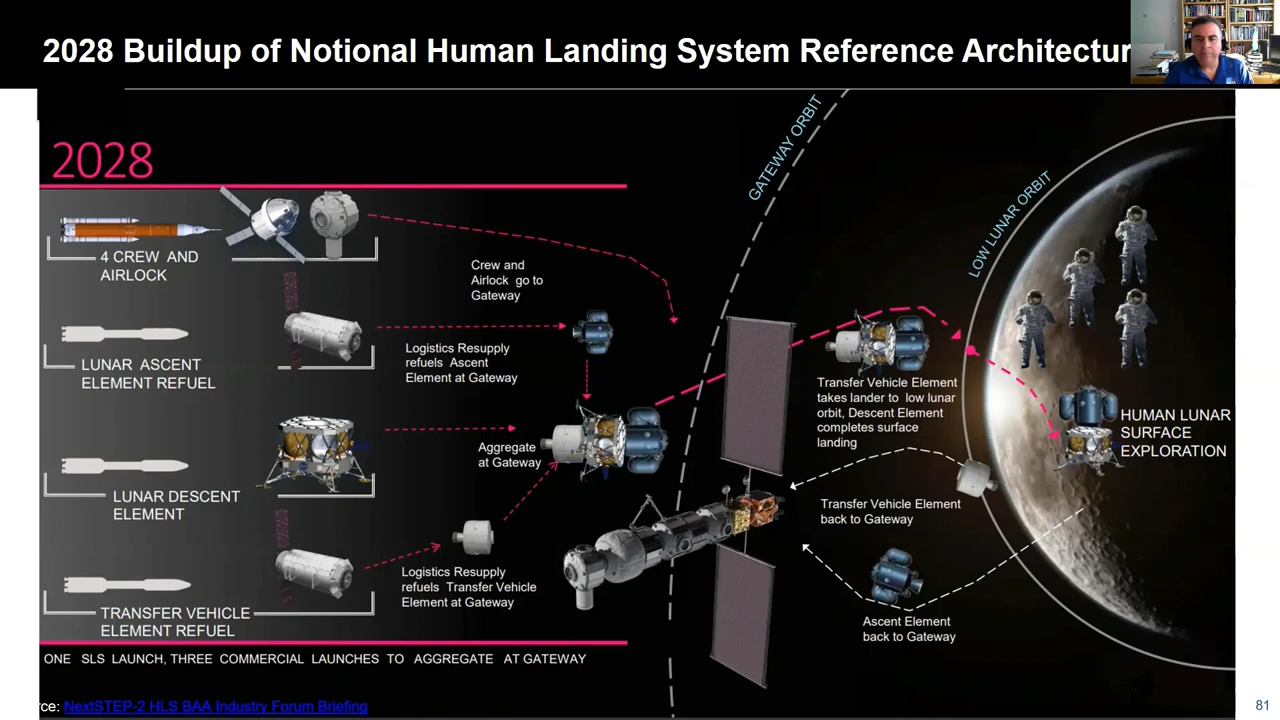 2028 Buildup of Notional Human Landing System Reference Architectur
2028
GATEWAY ORBIT
LOW LUNAR ORBIT
4 CREW AND
AIRLOCK
Crew and
Airlock go to
Gateway
LUNAR ASCENT
ELEMENT REFUEL
Logistics Resupply
refuels Ascent
Element at Gateway
Transfer Vehicle Element
takes lander to low lunar
orbit, Descent Element
completes surface
landing
HUMAN LUNAR
SURFACE
EXPLORATION
Aggregate
at Gateway
LUNAR DESCENT
ELEMENT
Transfer Vehicle Element
back to Gateway
Logistics Resupply
refuels Transfer Vehicle
Element at Gateway
TRANSFER VEHICLE
ELEMENT REFUEL
Ascent Element
back to Gateway
ONE SLS LAUNCH, THREE COMMERCIAL LAUNCHES TO AGGREGATE AT GATEWAY
rce: NextSTEP-2 HLS BAA Industry Forum Briefing
81